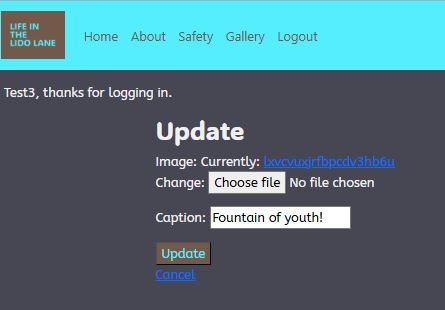 LIFE IN
THE
LIDO LANE
Home About Safety Gallery Logout
Test3, thanks for logging in.
Update
Image: Currently: lxvcvuxjrfbpcdv3hb6u
Change: Choose file No file chosen
Caption: Fountain of youth!
Update
Cancel